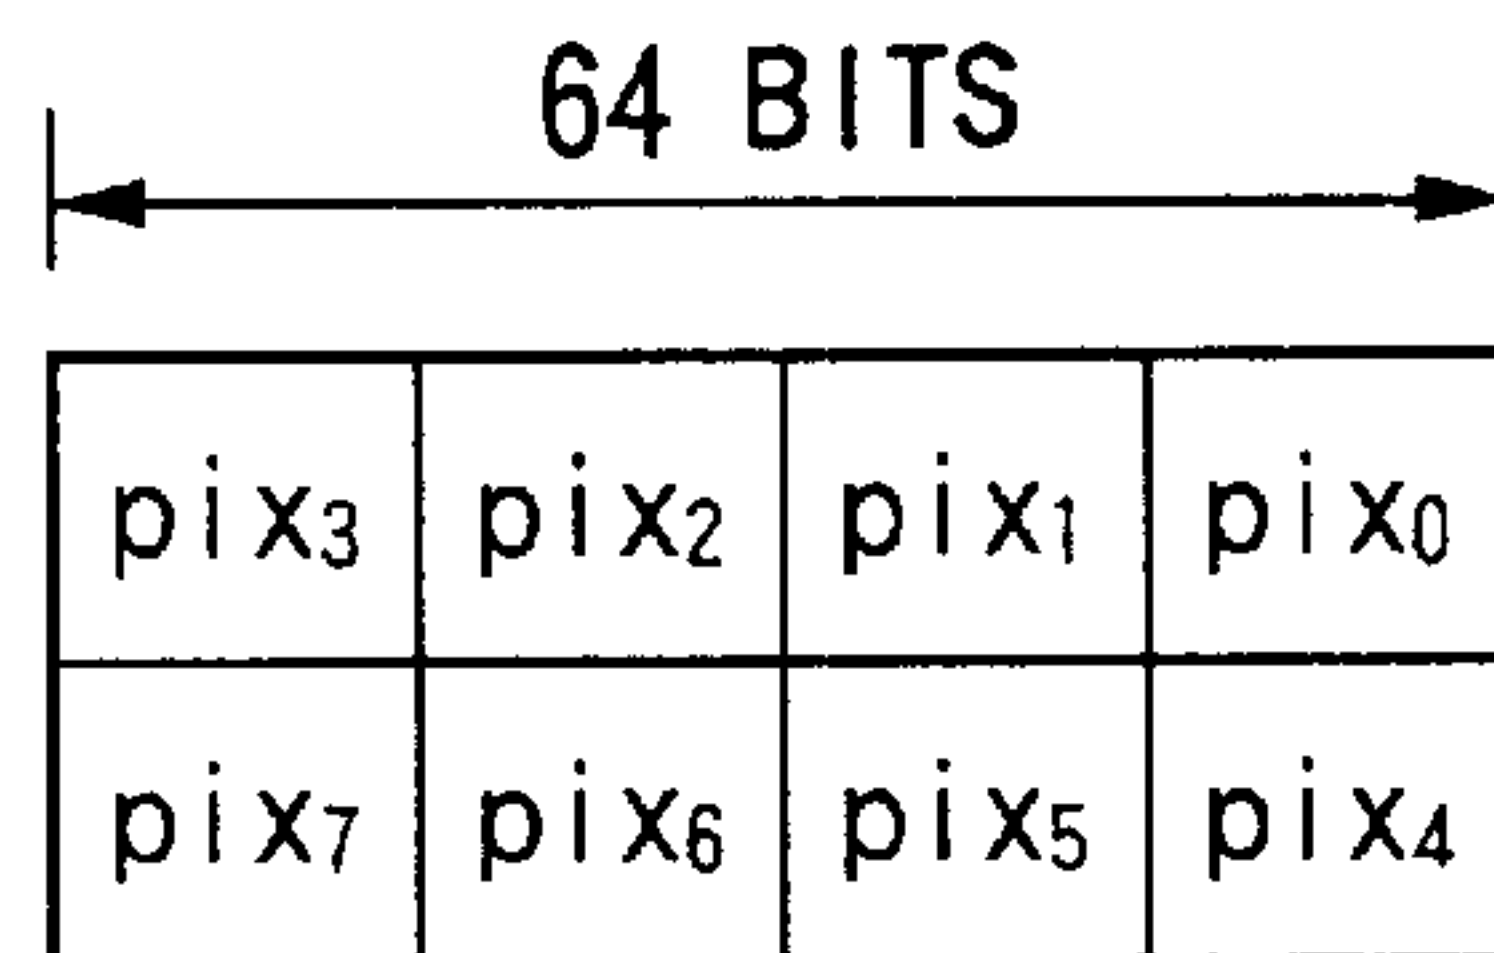 64 BITS
pix₃ pix₂ pix₁ pix₀
pix₇ pix₆ pix₅ pix₄